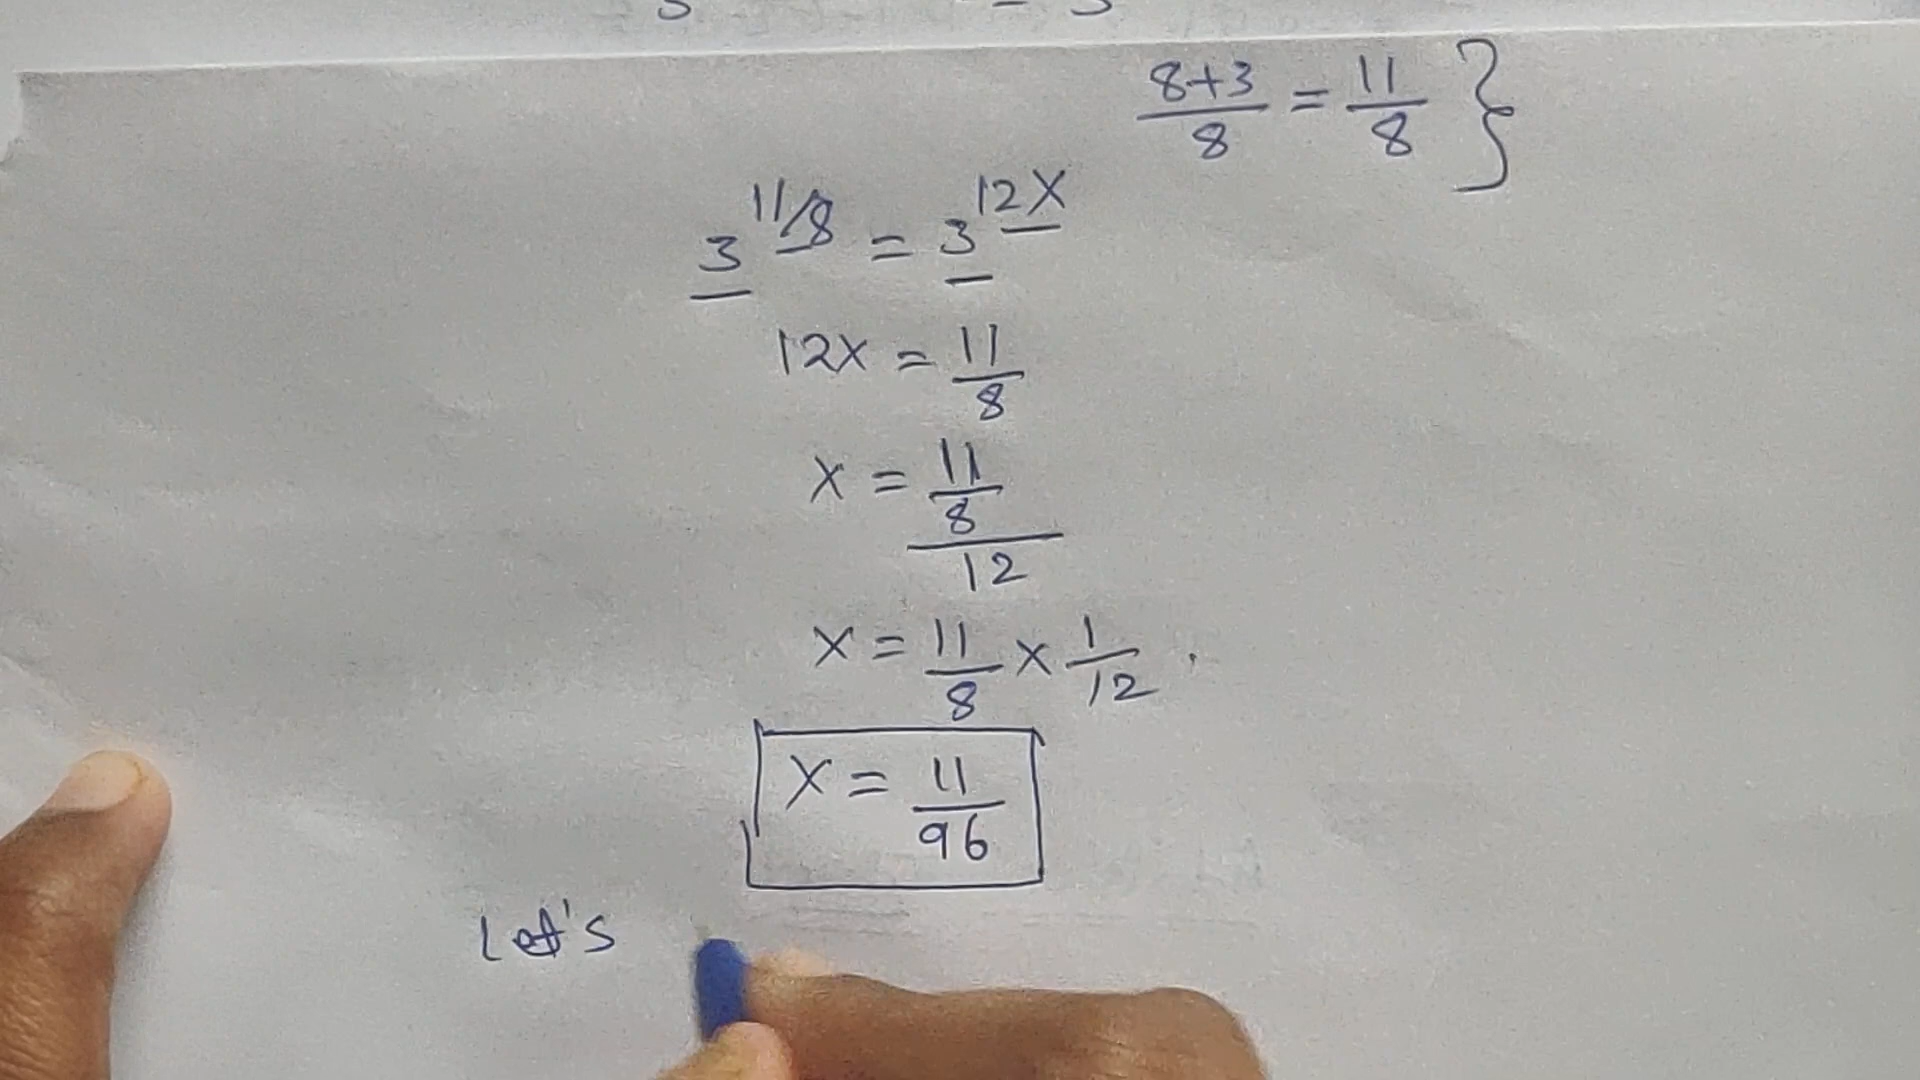 8+3/8 = 11/8 }
3^11/8 = 3^12X
12X = 11/8
X = 11/8/12
X = 11/8 × 1/12 .
X = 11/96
Let's